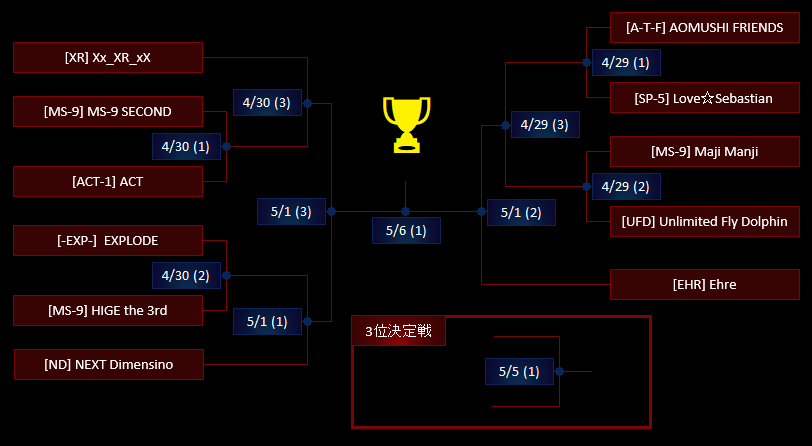 [XR] Xx_XR_xX
4/30 (3)
[MS-9] MS-9 SECOND
4/30 (1)
[ACT-1] ACT
5/1 (3)
[-EXP-] EXPLODE
4/30 (2)
[MS-9] HIGE the 3rd
5/1 (1)
[ND] NEXT Dimensino
5/6 (1)
[A-T-F] AOMUSHI FRIENDS
4/29 (1)
[SP-5] Love☆Sebastian
4/29 (3)
[MS-9] Maji Manji
4/29 (2)
[UFD] Unlimited Fly Dolphin
5/1 (2)
[EHR] Ehre
3位決定戦
5/5 (1)